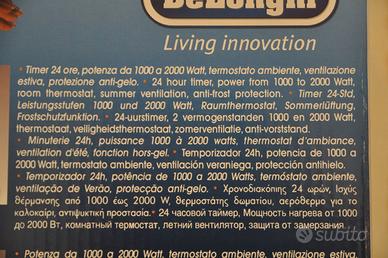 DeLonghi
Living innovation
• Timer 24 ore, potenza da 1000 a 2000 Watt, termostato ambiente, ventilazione
estiva, protezione anti-gelo. • 24 hour timer, power from 1000 to 2000 Watt,
room thermostat, summer ventilation, anti-frost protection. • Timer 24-Std,
Leistungsstufen 1000 und 2000 Watt, Raumthermostat, Sommerlüftung,
Frostschutzfunktion. • 24-uurstimer, 2 vermogenstanden 1000 en 2000 Watt,
thermostaat, veiligheidsthermostaat, zomerventilatie, anti-vorststand.
• Minuterie 24h, puissance 1000 à 2000 watts, thermostat d'ambiance,
ventilation d'été, fonction hors-gel. • Temporizador 24h, potencia de 1000 a
2000 Watt, termostato ambiente, ventilación veraniega, protección antihielo.
• Temporizador 24h, potência de 1000 a 2000 Watts, termóstato ambiente,
ventilação de Verão, protecção anti-gelo. • Χρονοδιακόπης 24 ωρών, Ισχύς
θέρμανσης από 1000 έως 2000 W, θερμοστάτης δωματίου, αερόθερμο για το
καλοκαίρι, αντιψυκτική προστασία. • 24 часовой таймер, Мощность нагрева от 1000
до 2000 Вт, комнатный термостат, летний вентилятор, защита от замерзания
• Potenza da 1000 a 2000 Watt, termostato ambiente, ventilazione estiva,
subito